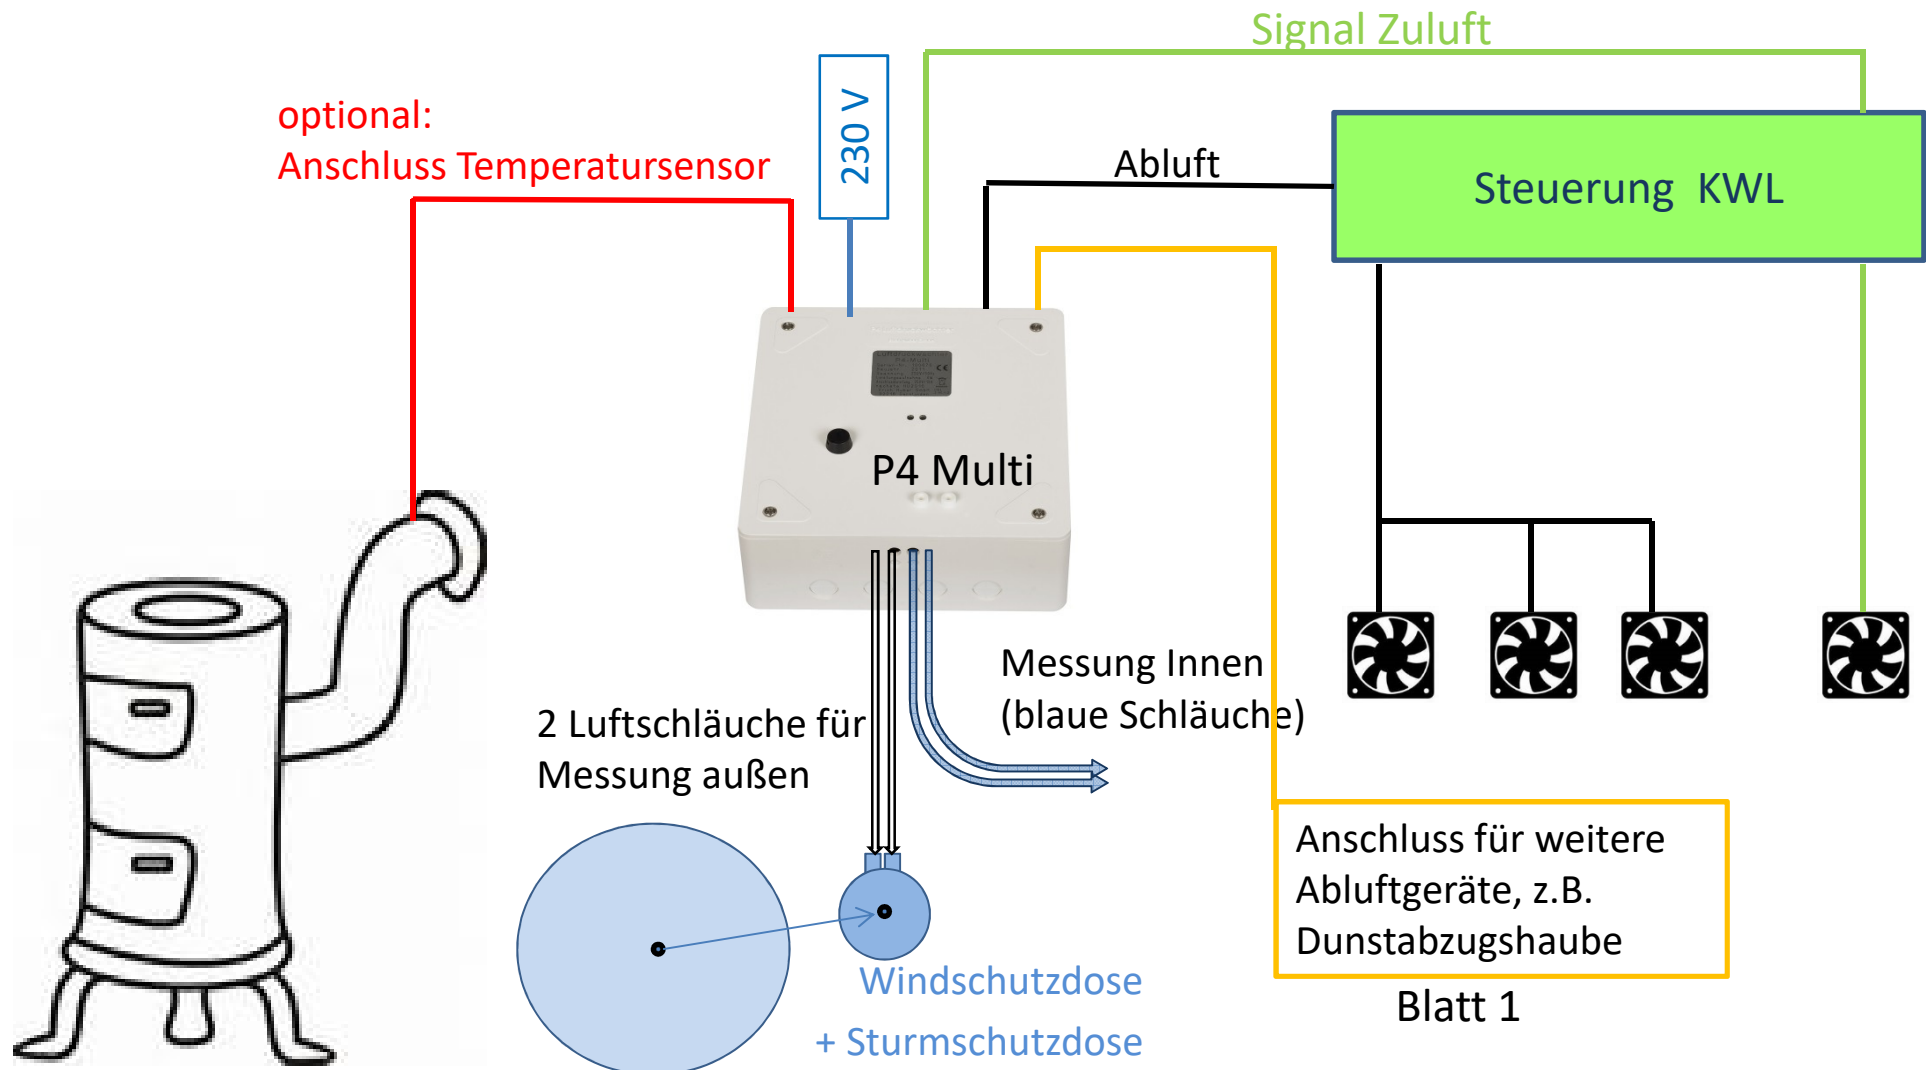 Signal Zuluft
optional:
Anschluss Temperatursensor
230 V
Abluft
Steuerung KWL
P4 Multi
Messung Innen
(blaue Schläuche)
2 Luftschläuche für
Messung außen
Anschluss für weitere
Abluftgeräte, z.B.
Dunstabzugshaube
Windschutzdose
+ Sturmschutzdose
Blatt 1